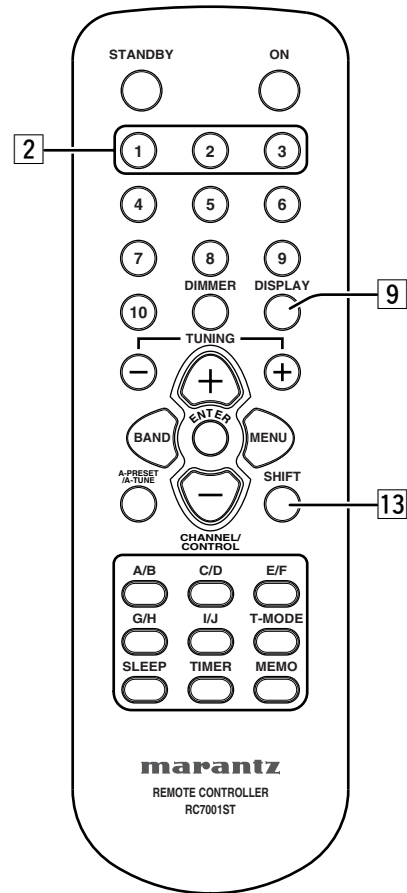 STANDBY ON
2 1 2 3
4 5 6
7 8 9
DIMMER DISPLAY
10 9
TUNING
− + +
ENTER
BAND MENU
A-PRESET
/A-TUNE
SHIFT
− 13
CHANNEL/
CONTROL
A/B C/D E/F
G/H I/J T-MODE
SLEEP TIMER MEMO
marantz
REMOTE CONTROLLER
RC7001ST